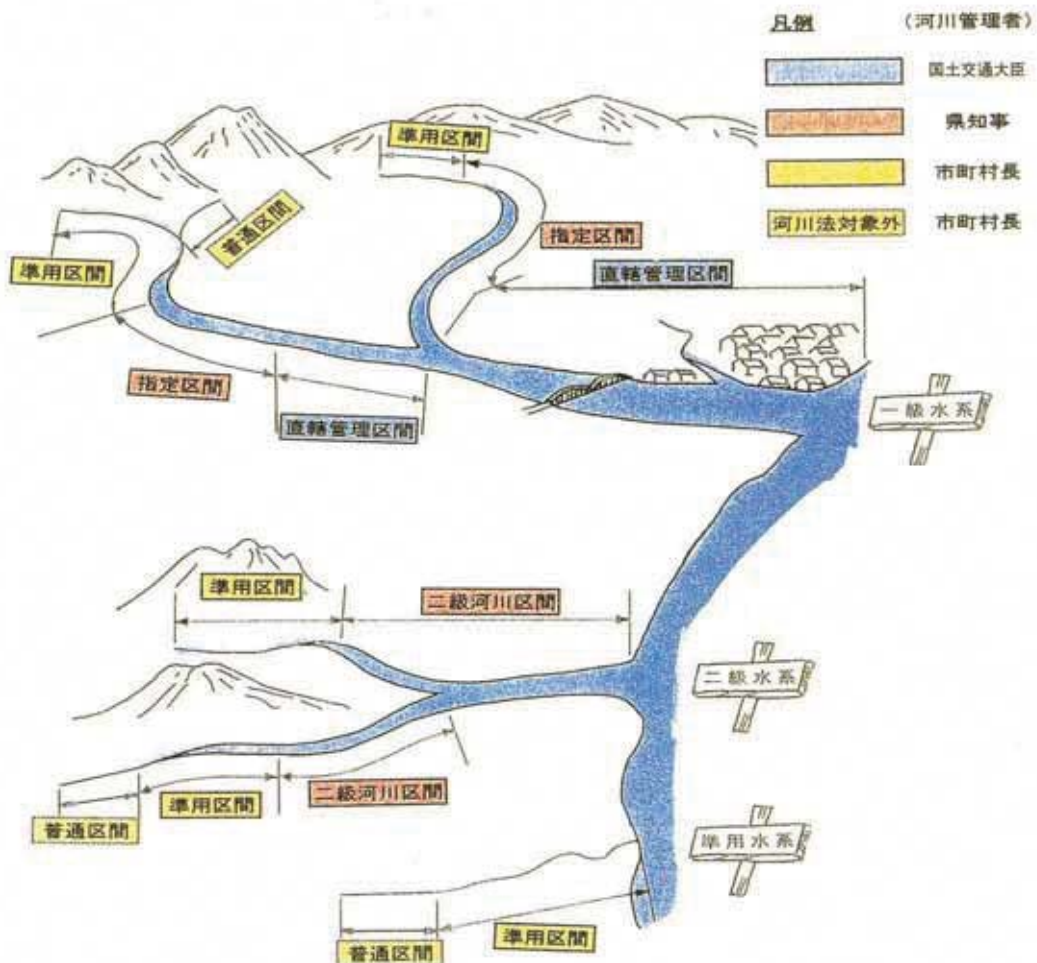 凡例 (河川管理者)
国土交通大臣
県知事
市町村長
河川法対象外 市町村長
準用区間
普通区間
指定区間
準用区間
直轄管理区間
指定区間
直轄管理区間
一級水系
準用区間
二級河川区間
二級水系
準用区間
二級河川区間
普通区間
準用水系
準用区間
普通区間